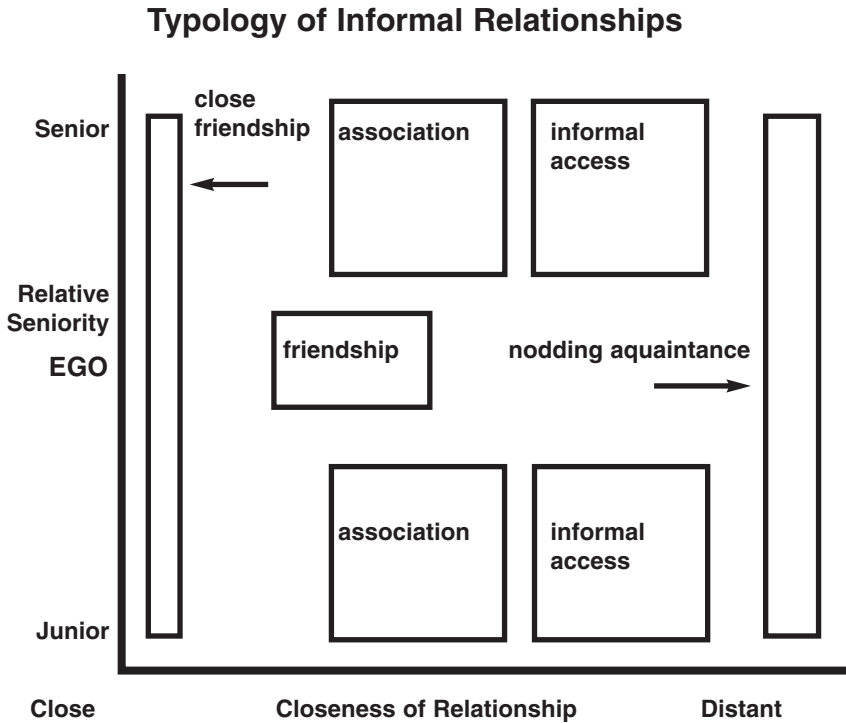 Typology of Informal Relationships
close
friendship
Senior
association
informal
access
Relative
Seniority
EGO
friendship
nodding aquaintance
association
informal
access
Junior
Close
Closeness of Relationship
Distant